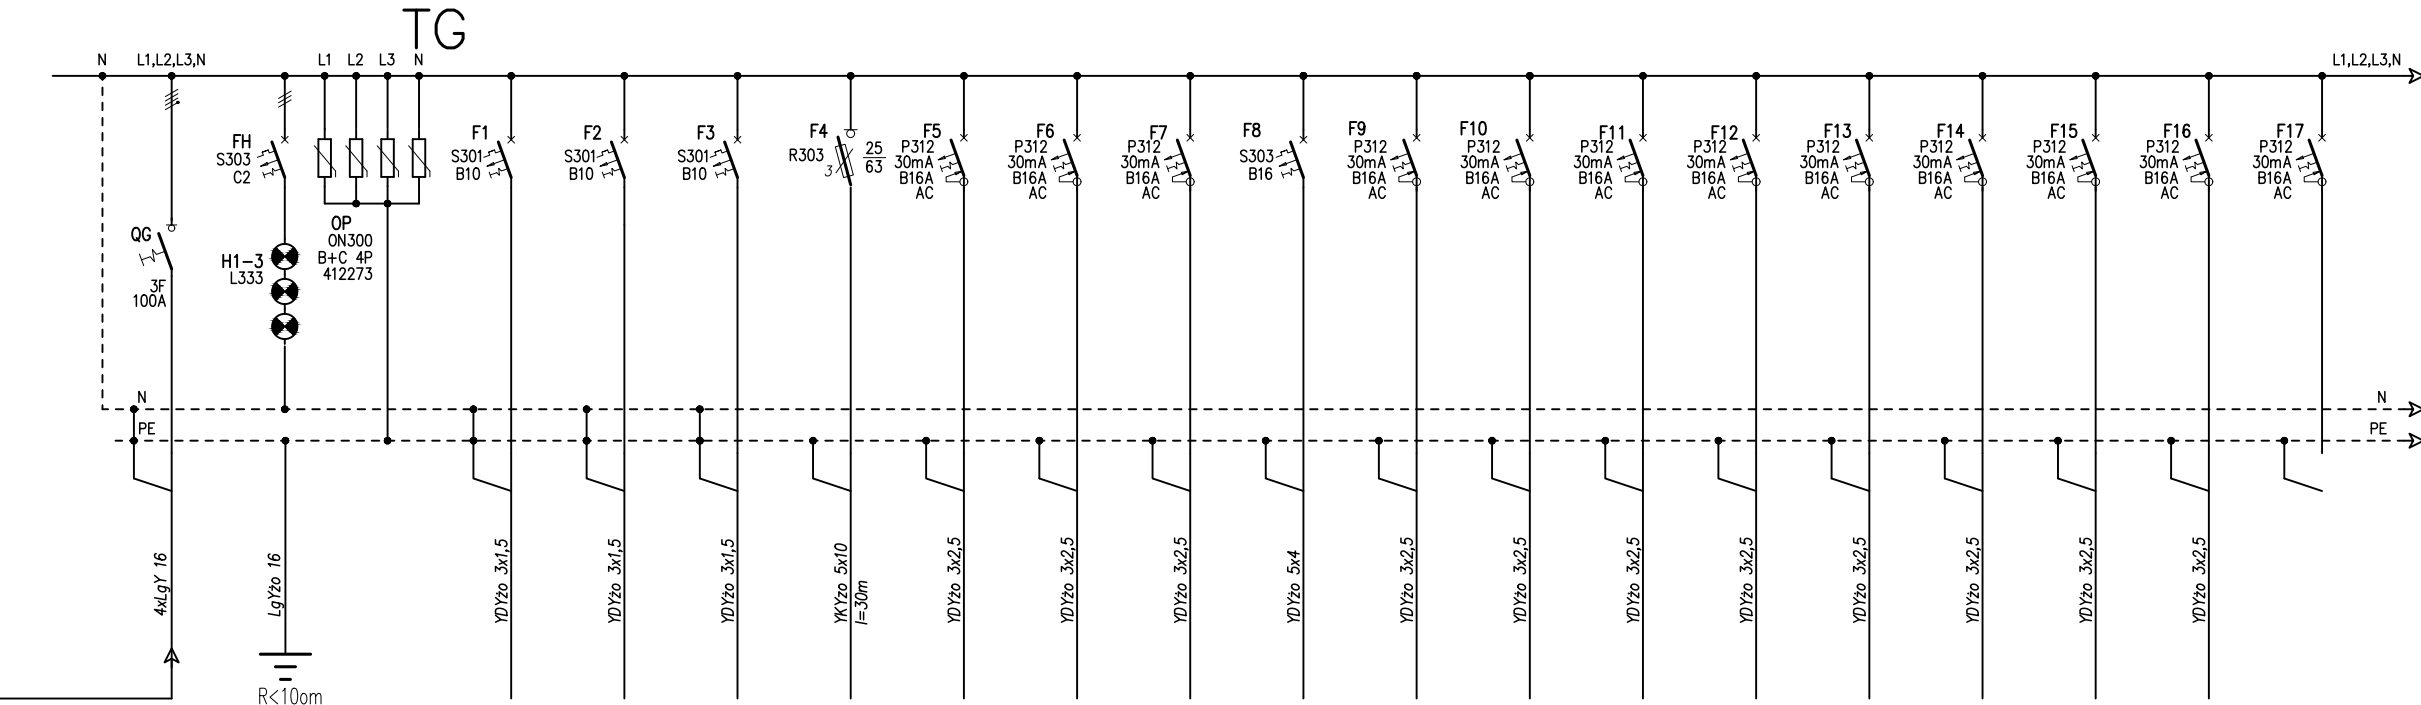 TG
N
L1,L2,L3,N
L1
L2
L3
N
L1,L2,L3,N
FH
S303
C2
QG
3F
100A
H1-3
L333
OP
ON300
B+C 4P
412273
F1
S301
B10
F2
S301
B10
F3
S301
B10
F4
R303
3
25
63
F5
P312
30mA
B16A
AC
F6
P312
30mA
B16A
AC
F7
P312
30mA
B16A
AC
F8
S303
B16
F9
P312
30mA
B16A
AC
F10
P312
30mA
B16A
AC
F11
P312
30mA
B16A
AC
F12
P312
30mA
B16A
AC
F13
P312
30mA
B16A
AC
F14
P312
30mA
B16A
AC
F15
P312
30mA
B16A
AC
F16
P312
30mA
B16A
AC
F17
P312
30mA
B16A
AC
N
N
PE
PE
4xLgY 16
LgYżo 16
YDYżo 3x1,5
YDYżo 3x1,5
YDYżo 3x1,5
YKYżo 5x10
l=30m
YDYżo 3x2,5
YDYżo 3x2,5
YDYżo 3x2,5
YDYżo 5x4
YDYżo 3x2,5
YDYżo 3x2,5
YDYżo 3x2,5
YDYżo 3x2,5
YDYżo 3x2,5
YDYżo 3x2,5
YDYżo 3x2,5
YDYżo 3x2,5
R<10om